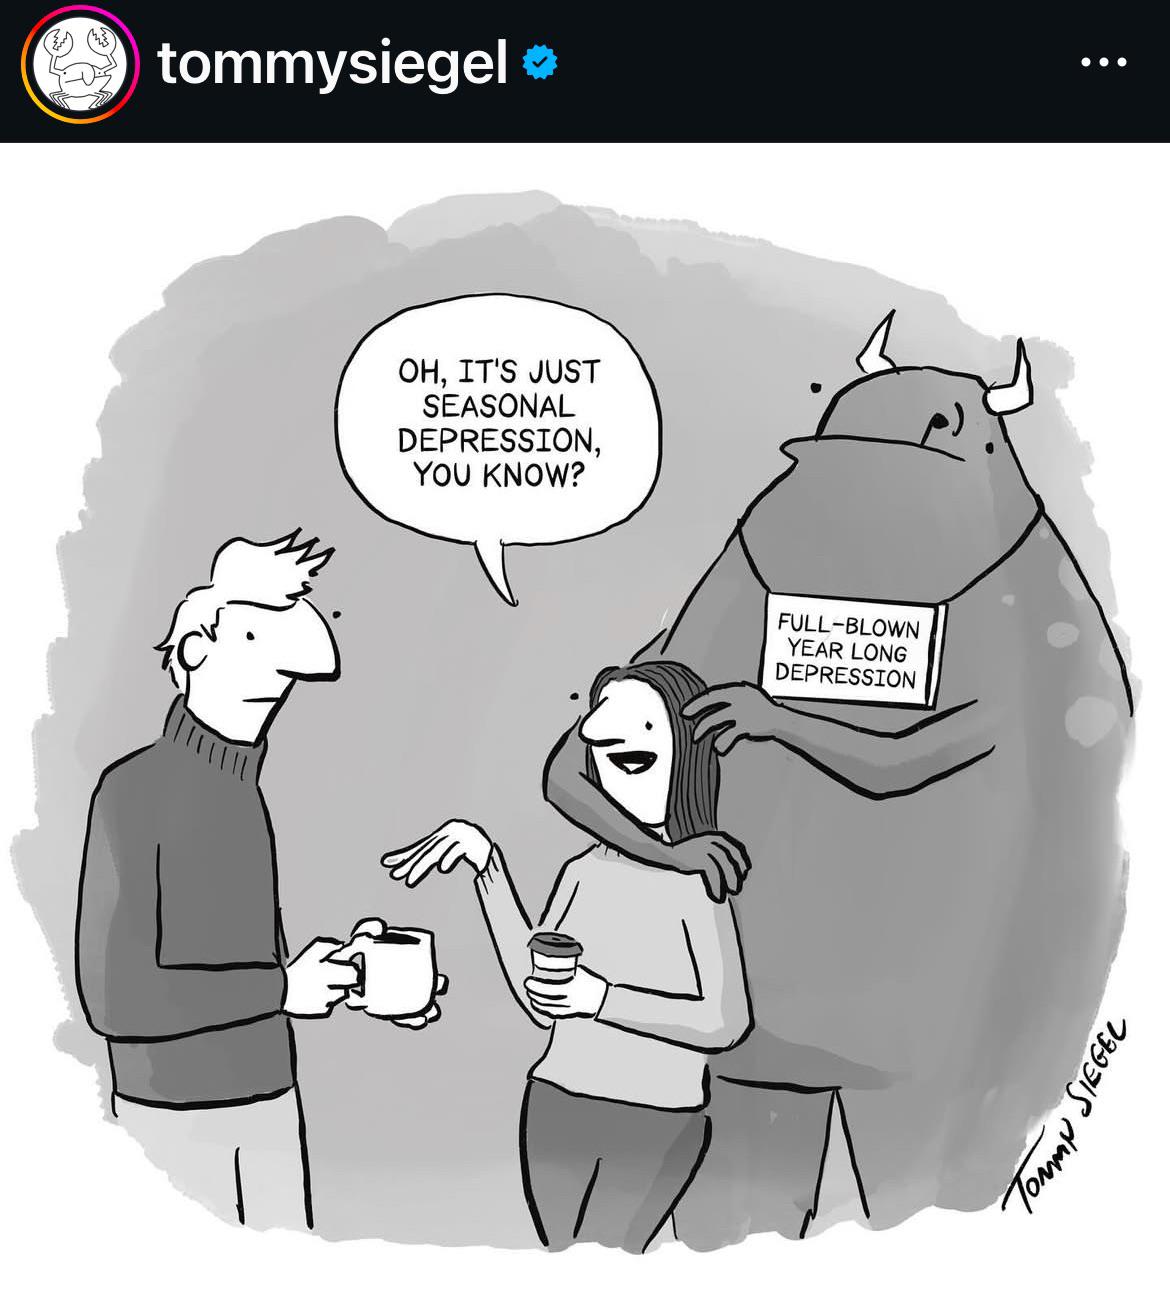 tommysiegel
OH, IT'S JUST
SEASONAL
DEPRESSION,
YOU KNOW?
FULL-BLOWN
YEAR LONG
DEPRESSION
TOMMY SIEGEL